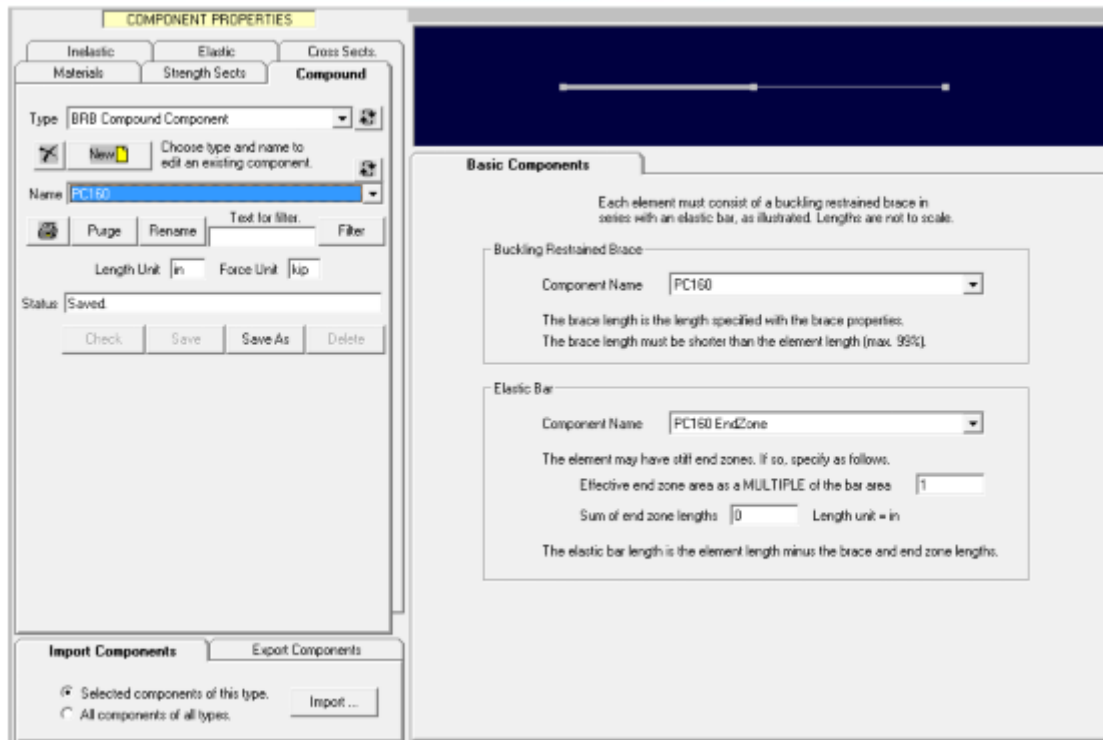 COMPONENT PROPERTIES
Inelastic
Elastic
Cross Sects.
Materials
Strength Sects
Compound
Type
BRB Compound Component
New
Choose type and name to
edit an existing component.
Name
PC160
Purge
Rename
Text for filter.
Filter
Length Unit
in
Force Unit
kip
Status
Saved.
Check
Save
Save As
Delete
Import Components
Export Components
Selected components of this type.
All components of all types.
Import ...
Basic Components
Each element must consist of a buckling restrained brace in
series with an elastic bar, as illustrated. Lengths are not to scale.
Buckling Restrained Brace
Component Name
PC160
The brace length is the length specified with the brace properties.
The brace length must be shorter than the element length (max. 99%).
Elastic Bar
Component Name
PC160 EndZone
The element may have stiff end zones. If so, specify as follows.
Effective end zone area as a MULTIPLE of the bar area
1
Sum of end zone lengths
0
Length unit = in
The elastic bar length is the element length minus the brace and end zone lengths.